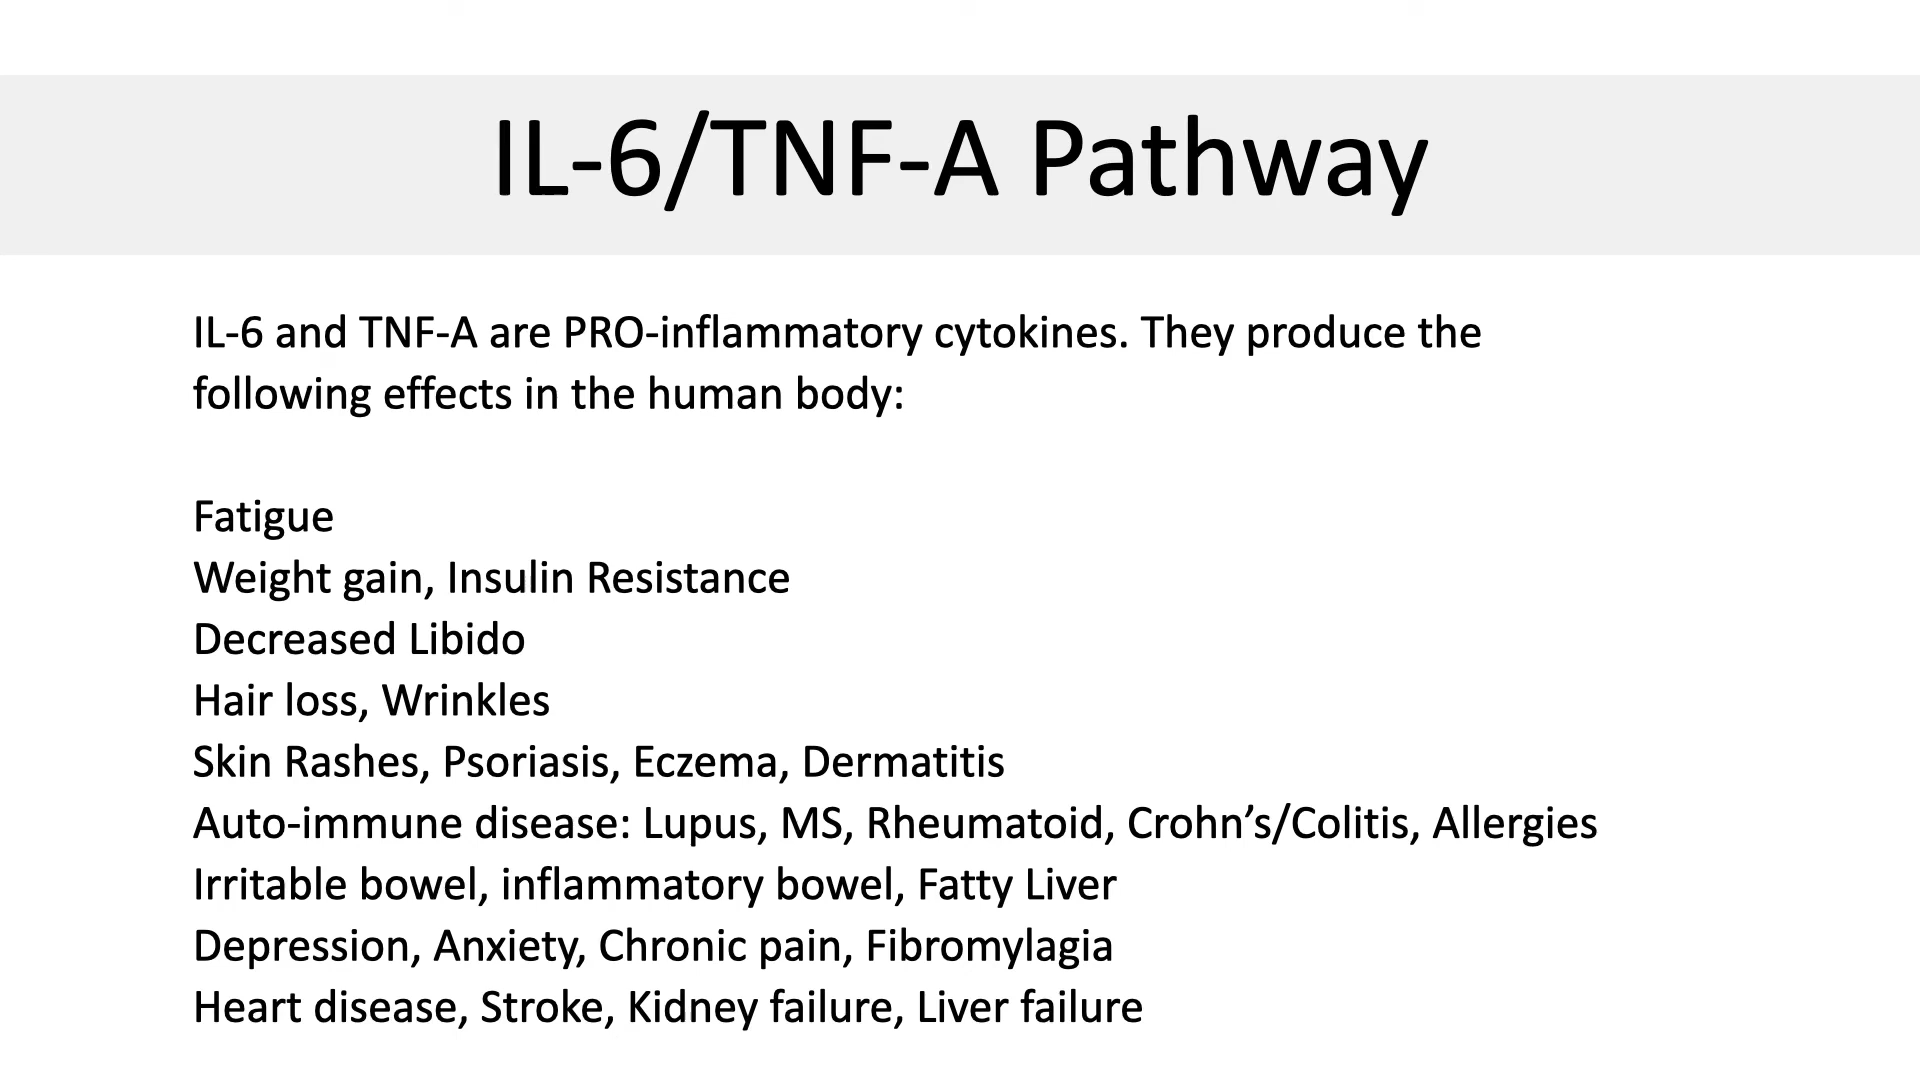 IL-6/TNF-A Pathway
IL-6 and TNF-A are PRO-inflammatory cytokines. They produce the
following effects in the human body:
Fatigue
Weight gain, Insulin Resistance
Decreased Libido
Hair loss, Wrinkles
Skin Rashes, Psoriasis, Eczema, Dermatitis
Auto-immune disease: Lupus, MS, Rheumatoid, Crohn’s/Colitis, Allergies
Irritable bowel, inflammatory bowel, Fatty Liver
Depression, Anxiety, Chronic pain, Fibromylagia
Heart disease, Stroke, Kidney failure, Liver failure